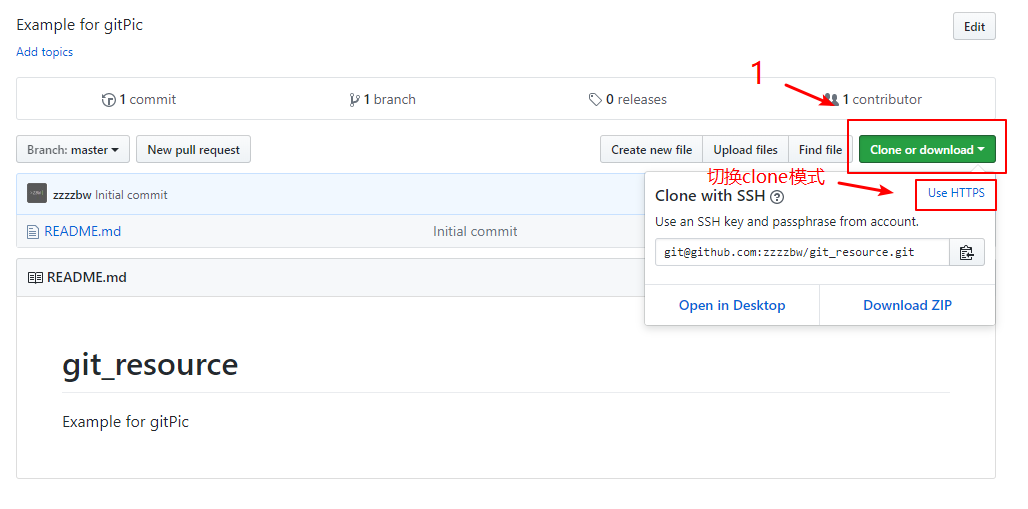 Example for gitPic
Edit
Add topics
1
1 commit
1 branch
0 releases
1 contributor
Branch: master
New pull request
Create new file
Upload files
Find file
Clone or download
切换clone模式
zzzzbw Initial commit
Clone with SSH
Use HTTPS
Use an SSH key and passphrase from account.
README.md
Initial commit
git@github.com:zzzzbw/git_resource.git
README.md
Open in Desktop
Download ZIP
git_resource
Example for gitPic